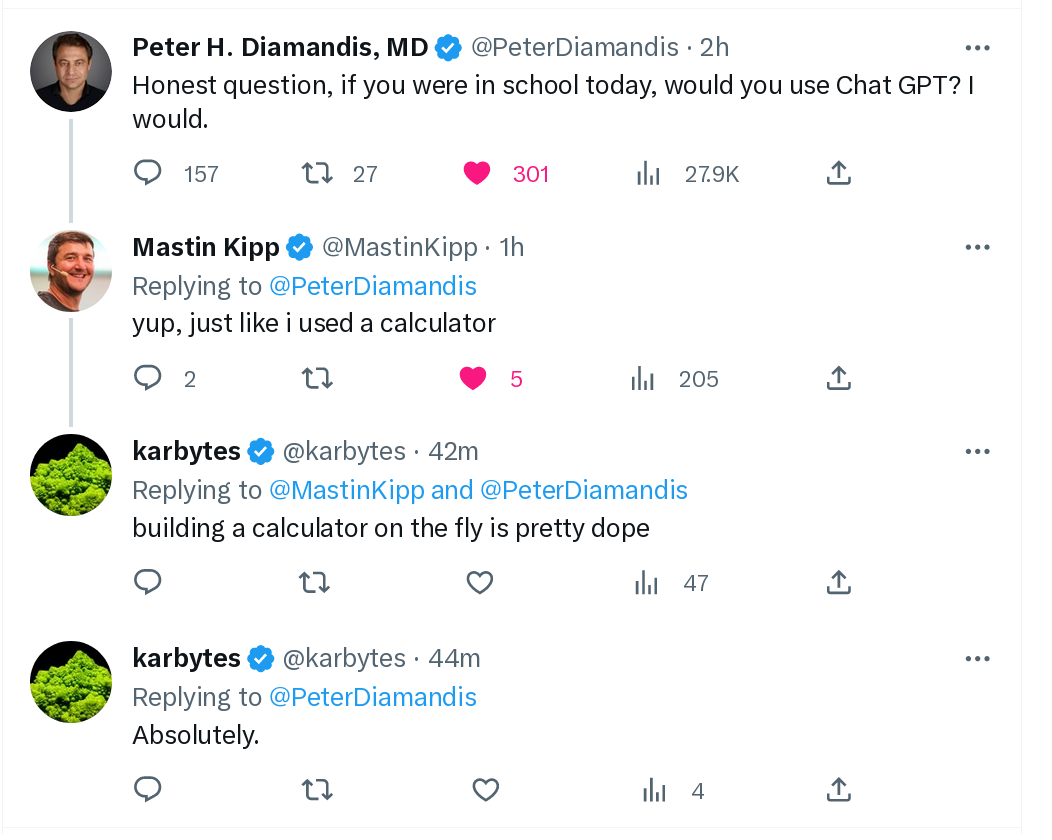 Peter H. Diamandis, MD @PeterDiamandis · 2h
Honest question, if you were in school today, would you use Chat GPT? I
would.
157 27 301 27.9K
Mastin Kipp @MastinKipp · 1h
Replying to @PeterDiamandis
yup, just like i used a calculator
2 5 205
karbytes @karbytes · 42m
Replying to @MastinKipp and @PeterDiamandis
building a calculator on the fly is pretty dope
47
karbytes @karbytes · 44m
Replying to @PeterDiamandis
Absolutely.
4